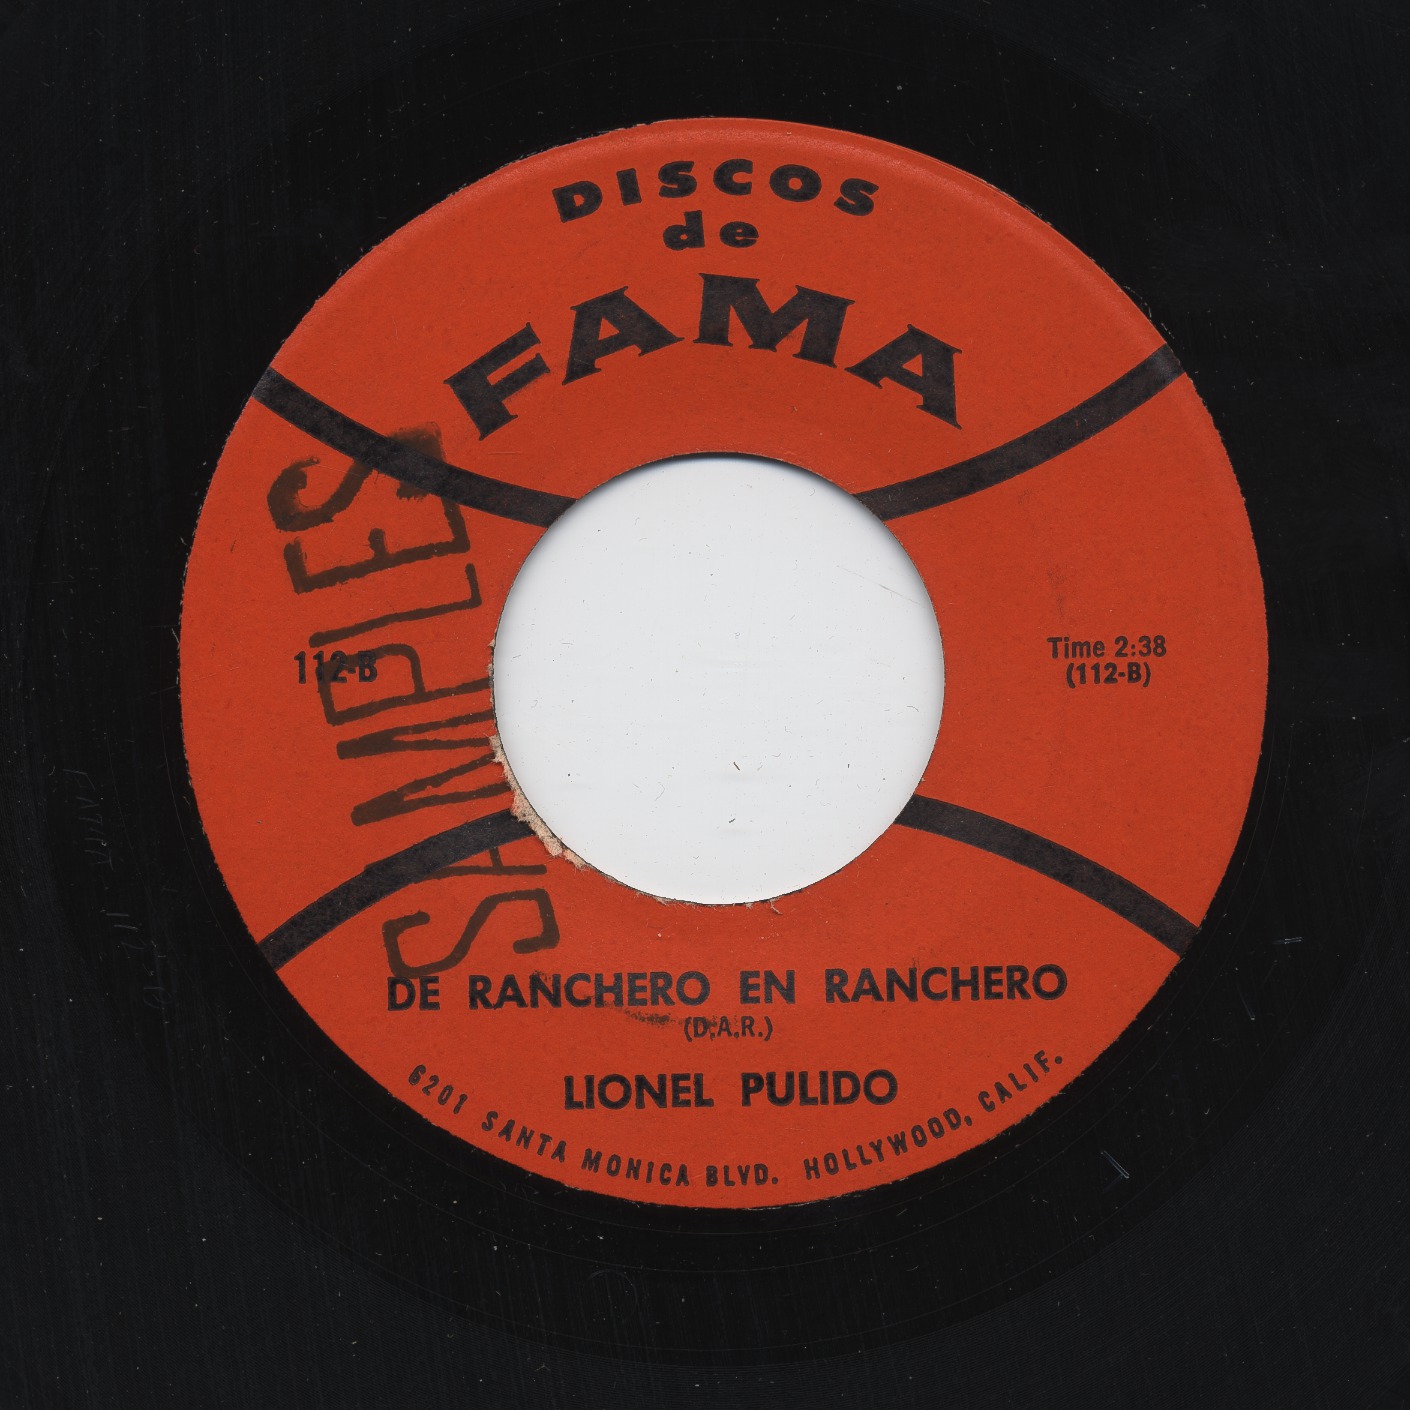 DISCOS
de
FAMA
SAMPLES
112-B
Time 2:38
(112-B)
DE RANCHERO EN RANCHERO
(D.A.R.)
LIONEL PULIDO
6201 SANTA MONICA BLVD. HOLLYWOOD, CALIF.